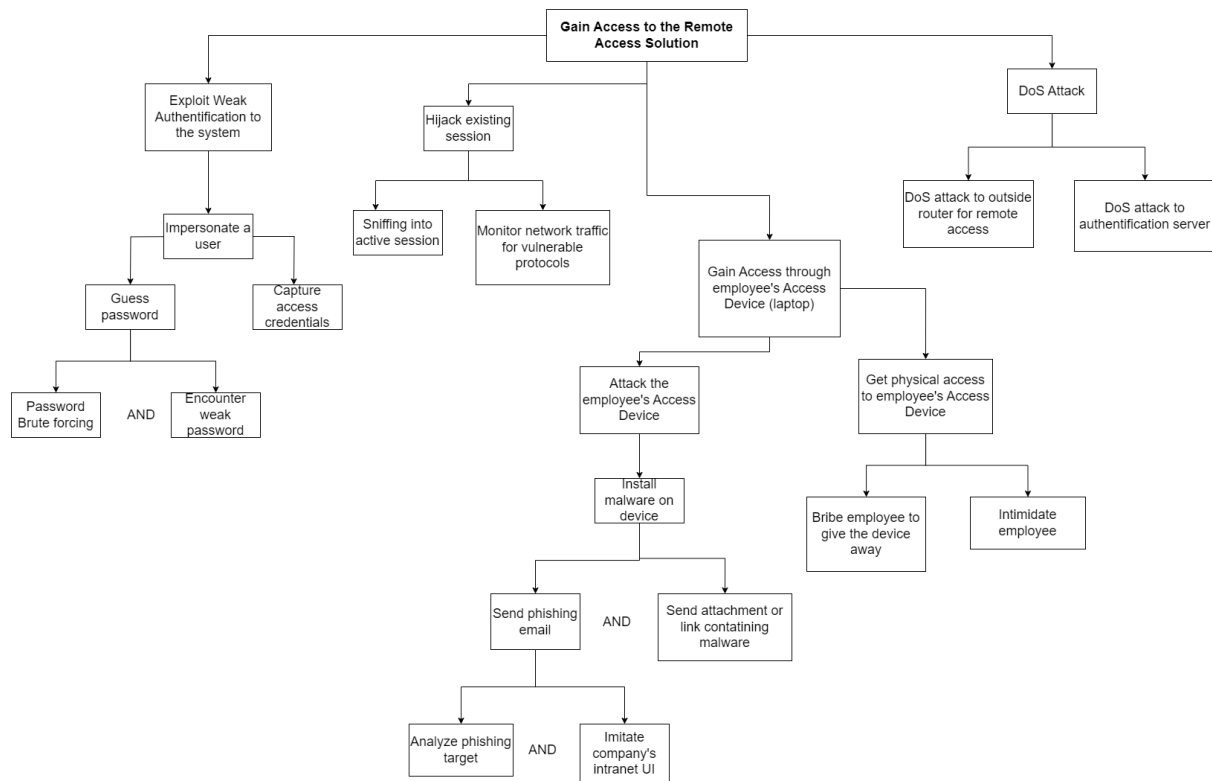 Gain Access to the Remote
Access Solution
Exploit Weak
Authentification to
the system
Hijack existing
session
DoS Attack
Sniffing into
active session
Monitor network traffic
for vulnerable
protocols
DoS attack to outside
router for remote
access
DoS attack to
authentification server
Impersonate a
user
Gain Access through
employee's Access
Device (laptop)
Guess
password
Capture
access
credentials
Attack the
employee's Access
Device
Get physical access
to employee's Access
Device
Password
Brute forcing
AND
Encounter
weak
password
Install
malware on
device
Bribe employee to
give the device
away
Intimidate
employee
Send phishing
email
AND
Send attachment or
link contatining
malware
Analyze phishing
target
AND
Imitate
company's
intranet UI